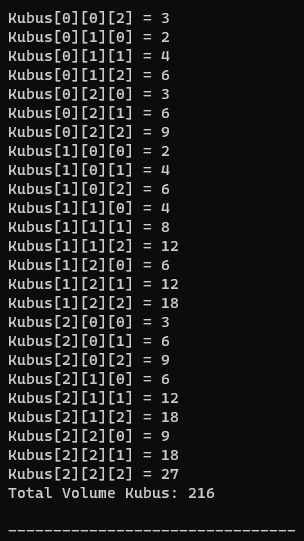 Kubus[0][0][2] = 3
Kubus[0][1][0] = 2
Kubus[0][1][1] = 4
Kubus[0][1][2] = 6
Kubus[0][2][0] = 3
Kubus[0][2][1] = 6
Kubus[0][2][2] = 9
Kubus[1][0][0] = 2
Kubus[1][0][1] = 4
Kubus[1][0][2] = 6
Kubus[1][1][0] = 4
Kubus[1][1][1] = 8
Kubus[1][1][2] = 12
Kubus[1][2][0] = 6
Kubus[1][2][1] = 12
Kubus[1][2][2] = 18
Kubus[2][0][0] = 3
Kubus[2][0][1] = 6
Kubus[2][0][2] = 9
Kubus[2][1][0] = 6
Kubus[2][1][1] = 12
Kubus[2][1][2] = 18
Kubus[2][2][0] = 9
Kubus[2][2][1] = 18
Kubus[2][2][2] = 27
Total Volume Kubus: 216
--------------------------------